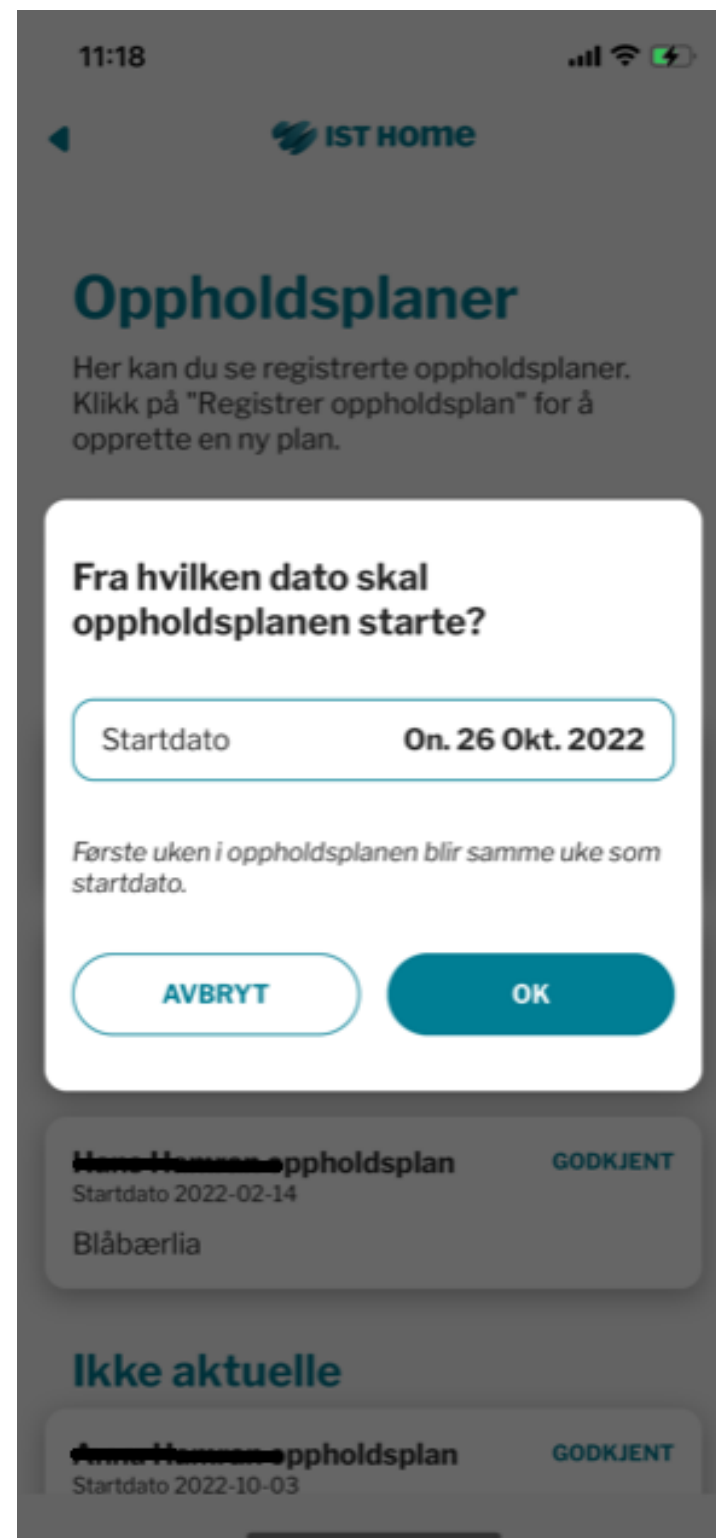 11:18
IST HOME
Oppholdsplaner
Her kan du se registrerte oppholdsplaner.
Klikk på "Registrer oppholdsplan" for å
opprette en ny plan.
Fra hvilken dato skal
oppholdsplanen starte?
Startdato On. 26 Okt. 2022
Første uken i oppholdsplanen blir samme uke som
startdato.
AVBRYT OK
ppholdsplan GODKJENT
Startdato 2022-02-14
Blåbærlia
Ikke aktuelle
ppholdsplan GODKJENT
Startdato 2022-10-03